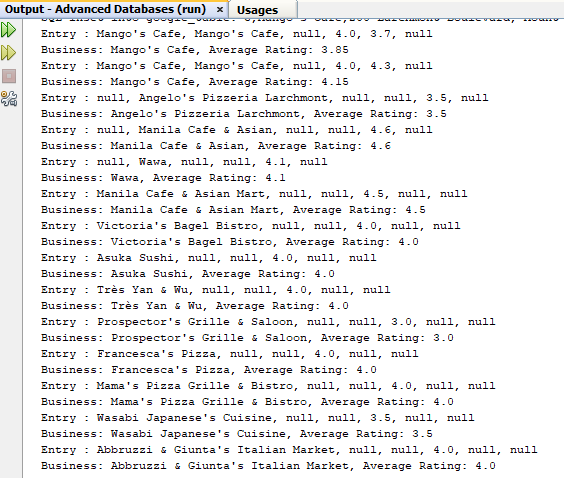 Output - Advanced Databases (run) × Usages
Entry : Mango's Cafe, Mango's Cafe, null, 4.0, 3.7, null
Business: Mango's Cafe, Average Rating: 3.85
Entry : Mango's Cafe, Mango's Cafe, null, 4.0, 4.3, null
Business: Mango's Cafe, Average Rating: 4.15
Entry : null, Angelo's Pizzeria Larchmont, null, null, 3.5, null
Business: Angelo's Pizzeria Larchmont, Average Rating: 3.5
Entry : null, Manila Cafe & Asian, null, null, 4.6, null
Business: Manila Cafe & Asian, Average Rating: 4.6
Entry : null, Wawa, null, null, 4.1, null
Business: Wawa, Average Rating: 4.1
Entry : Manila Cafe & Asian Mart, null, null, 4.5, null, null
Business: Manila Cafe & Asian Mart, Average Rating: 4.5
Entry : Victoria's Bagel Bistro, null, null, 4.0, null, null
Business: Victoria's Bagel Bistro, Average Rating: 4.0
Entry : Asuka Sushi, null, null, 4.0, null, null
Business: Asuka Sushi, Average Rating: 4.0
Entry : Très Yan & Wu, null, null, 4.0, null, null
Business: Très Yan & Wu, Average Rating: 4.0
Entry : Prospector's Grille & Saloon, null, null, 3.0, null, null
Business: Prospector's Grille & Saloon, Average Rating: 3.0
Entry : Francesca's Pizza, null, null, 4.0, null, null
Business: Francesca's Pizza, Average Rating: 4.0
Entry : Mama's Pizza Grille & Bistro, null, null, 4.0, null, null
Business: Mama's Pizza Grille & Bistro, Average Rating: 4.0
Entry : Wasabi Japanese's Cuisine, null, null, 3.5, null, null
Business: Wasabi Japanese's Cuisine, Average Rating: 3.5
Entry : Abbruzzi & Giunta's Italian Market, null, null, 4.0, null, null
Business: Abbruzzi & Giunta's Italian Market, Average Rating: 4.0